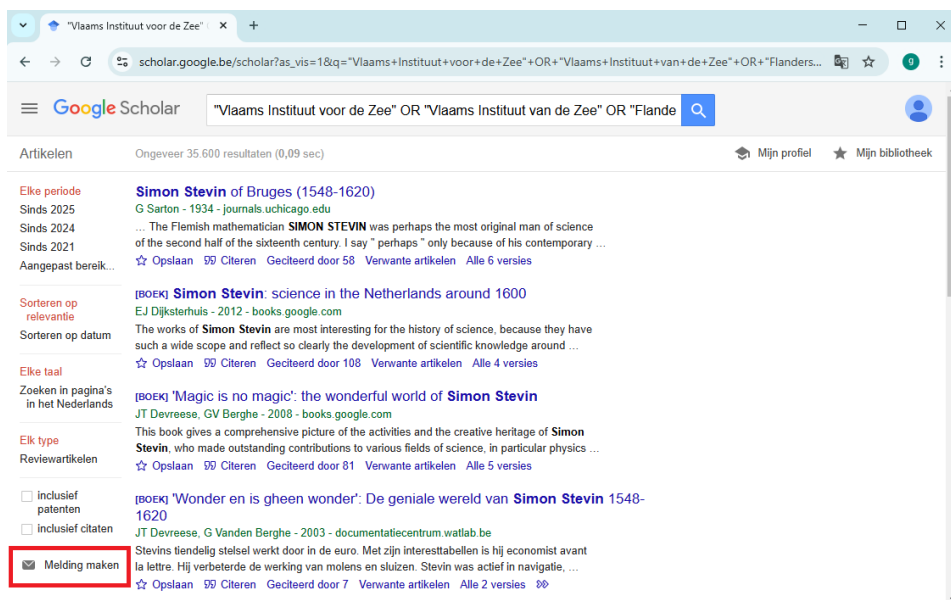 "Vlaams Instituut voor de Zee"
scholar.google.be/scholar?as_vis=1&q="Vlaams+Instituut+voor+de+Zee"+OR+"Vlaams+Instituut+van+de+Zee"+OR+"Flanders...
g
Google Scholar
"Vlaams Instituut voor de Zee" OR "Vlaams Instituut van de Zee" OR "Flande
Artikelen
Ongeveer 35.600 resultaten (0,09 sec)
Mijn profiel
Mijn bibliotheek
Elke periode
Sinds 2025
Sinds 2024
Sinds 2021
Aangepast bereik...
Sorteren op
relevantie
Sorteren op datum
Elke taal
Zoeken in pagina's
in het Nederlands
Elk type
Reviewartikelen
inclusief
patenten
inclusief citaten
Melding maken
Simon Stevin of Bruges (1548-1620)
G Sarton - 1934 - journals.uchicago.edu
… The Flemish mathematician SIMON STEVIN was perhaps the most original man of science
of the second half of the sixteenth century. I say " perhaps " only because of his contemporary …
Opslaan Citeren Geciteerd door 58 Verwante artikelen Alle 6 versies
[BOEK] Simon Stevin: science in the Netherlands around 1600
EJ Dijksterhuis - 2012 - books.google.com
The works of Simon Stevin are most interesting for the history of science, because they have
such a wide scope and reflect so clearly the development of scientific knowledge around …
Opslaan Citeren Geciteerd door 108 Verwante artikelen Alle 4 versies
[BOEK] 'Magic is no magic': the wonderful world of Simon Stevin
JT Devreese, GV Berghe - 2008 - books.google.com
This book gives a comprehensive picture of the activities and the creative heritage of Simon
Stevin, who made outstanding contributions to various fields of science, in particular physics …
Opslaan Citeren Geciteerd door 81 Verwante artikelen Alle 5 versies
[BOEK] 'Wonder en is gheen wonder': De geniale wereld van Simon Stevin 1548-
1620
JT Devreese, G Vanden Berghe - 2003 - documentatiecentrum.watlab.be
Stevins tiendelig stelsel werkt door in de euro. Met zijn interesttabellen is hij economist avant
la lettre. Hij verbeterde de werking van molens en sluizen. Stevin was actief in navigatie, …
Opslaan Citeren Geciteerd door 7 Verwante artikelen Alle 2 versies